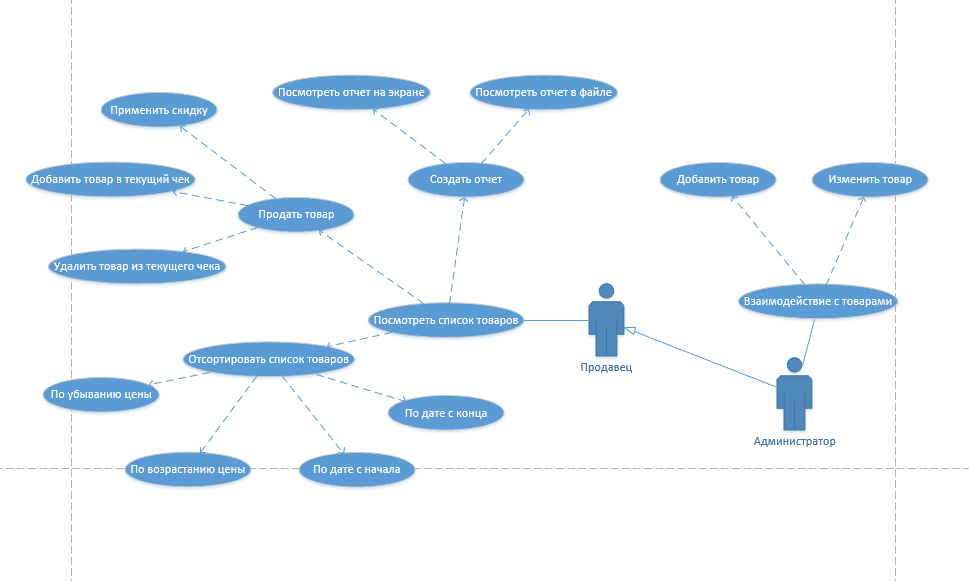 Посмотреть отчет на экране
Посмотреть отчет в файле
Применить скидку
Добавить товар в текущий чек
Создать отчет
Добавить товар
Изменить товар
Продать товар
Удалить товар из текущего чека
Взаимодействие с товарами
Посмотреть список товаров
Отсортировать список товаров
Продавец
По убыванию цены
По дате с конца
Администратор
По возрастанию цены
По дате с начала